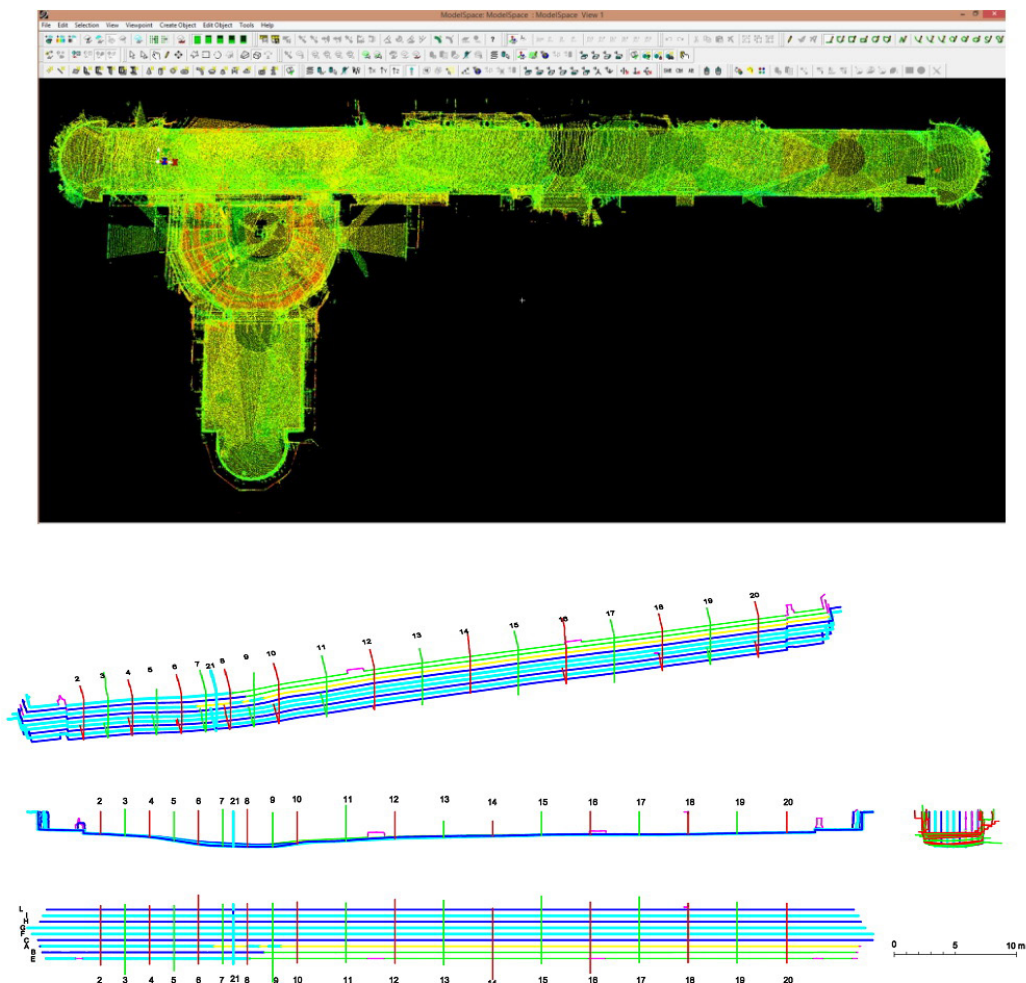 ModelSpace: ModelSpace : ModelSpace View 1
File Edit Selection View Viewpoint Create Object Edit Object Tools Help
2 3 4 5 6 7 21 8 9 10 11 12 13 14 15 16 17 18 19 20
2 3 4 5 6 7 21 8 9 10 11 12 13 14 15 16 17 18 19 20
L
I
H
G
F
C
A
B
E
0 5 10 m
2 3 4 5 6 7 21 8 9 10 11 12 13 14 15 16 17 18 19 20